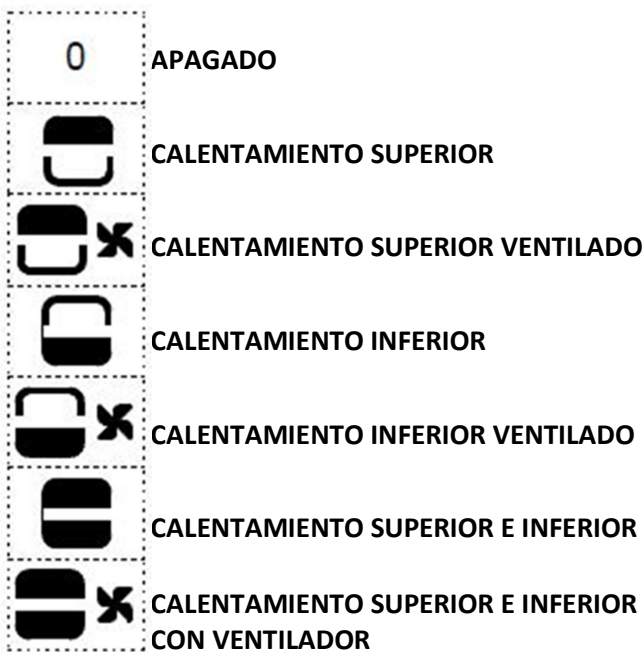 0 APAGADO
CALENTAMIENTO SUPERIOR
CALENTAMIENTO SUPERIOR VENTILADO
CALENTAMIENTO INFERIOR
CALENTAMIENTO INFERIOR VENTILADO
CALENTAMIENTO SUPERIOR E INFERIOR
CALENTAMIENTO SUPERIOR E INFERIOR
CON VENTILADOR